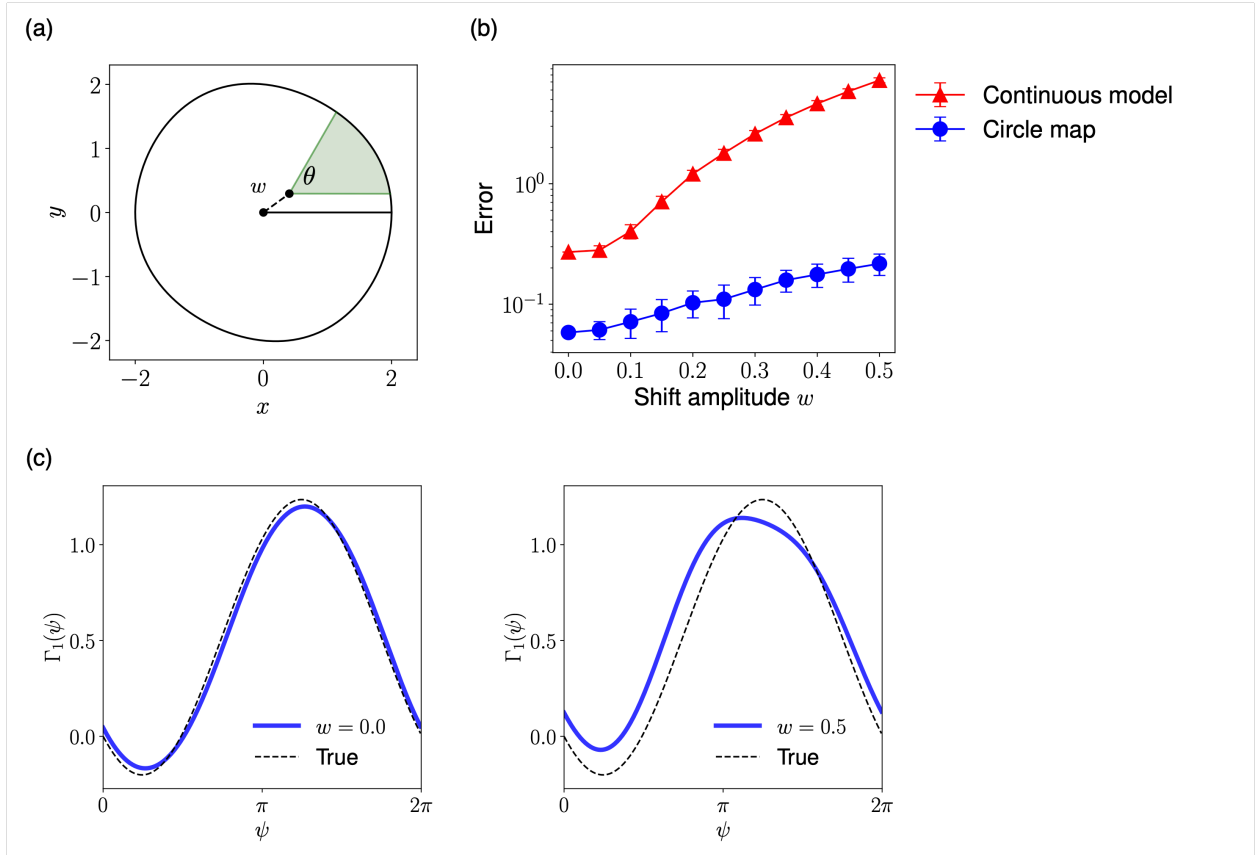 (a)
2
1
0
−1
−2
y
w
θ
−2
0
2
x
(b)
10⁰
10⁻¹
Error
0.0
0.1
0.2
0.3
0.4
0.5
Shift amplitude w
Continuous model
Circle map
(c)
1.0
0.5
0.0
Γ₁(ψ)
w = 0.0
True
0
π
2π
ψ
1.0
0.5
0.0
Γ₁(ψ)
w = 0.5
True
0
π
2π
ψ